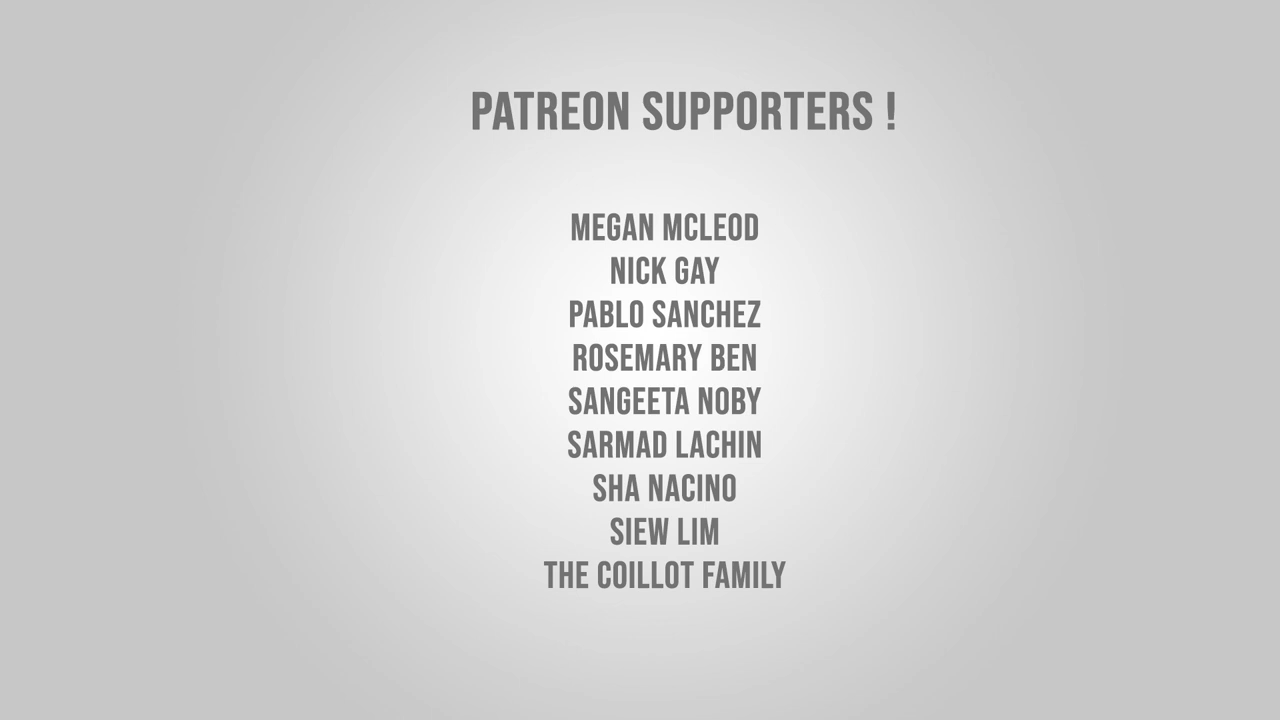 PATREON SUPPORTERS !
MEGAN MCLEOD
NICK GAY
PABLO SANCHEZ
ROSEMARY BEN
SANGEETA NOBY
SARMAD LACHIN
SHA NACINO
SIEW LIM
THE COILLOT FAMILY